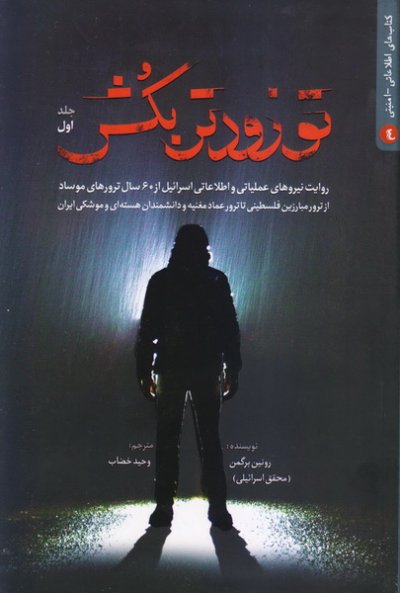 کتاب‌های اطلاعاتی - امنیتی
تو زودتر بکُش
جلد
اول
روایت نیروهای عملیاتی و اطلاعاتی اسرائیل از ۶۰ سال ترورهای موساد
از ترور مبارزین فلسطینی تا ترور عماد مغنیه و دانشمندان هسته‌ای و موشکی ایران
نویسنده:
رونین برگمن
(محقق اسرائیلی)
مترجم:
وحید خضاب